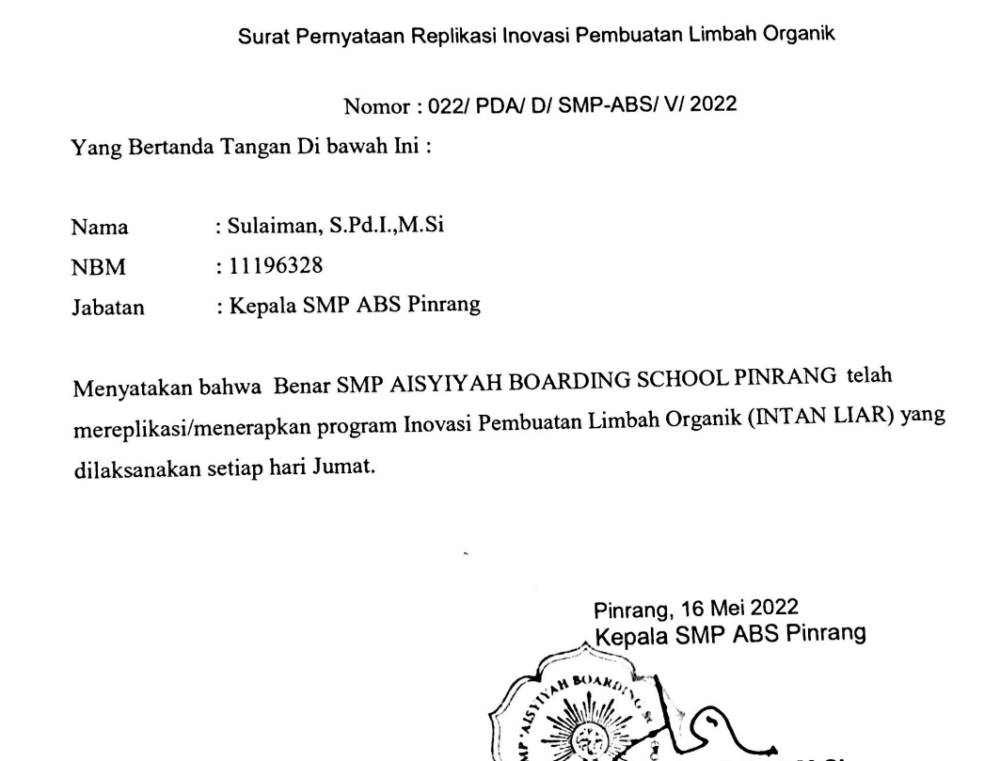 Surat Pernyataan Replikasi Inovasi Pembuatan Limbah Organik
Nomor : 022/ PDA/ D/ SMP-ABS/ V/ 2022
Yang Bertanda Tangan Di bawah Ini :
Nama : Sulaiman, S.Pd.I.,M.Si
NBM : 11196328
Jabatan : Kepala SMP ABS Pinrang
Menyatakan bahwa Benar SMP AISYIYAH BOARDING SCHOOL PINRANG telah
mereplikasi/menerapkan program Inovasi Pembuatan Limbah Organik (INTAN LIAR) yang
dilaksanakan setiap hari Jumat.
Pinrang, 16 Mei 2022
Kepala SMP ABS Pinrang
SMP 'AISYIYAH BOARDING